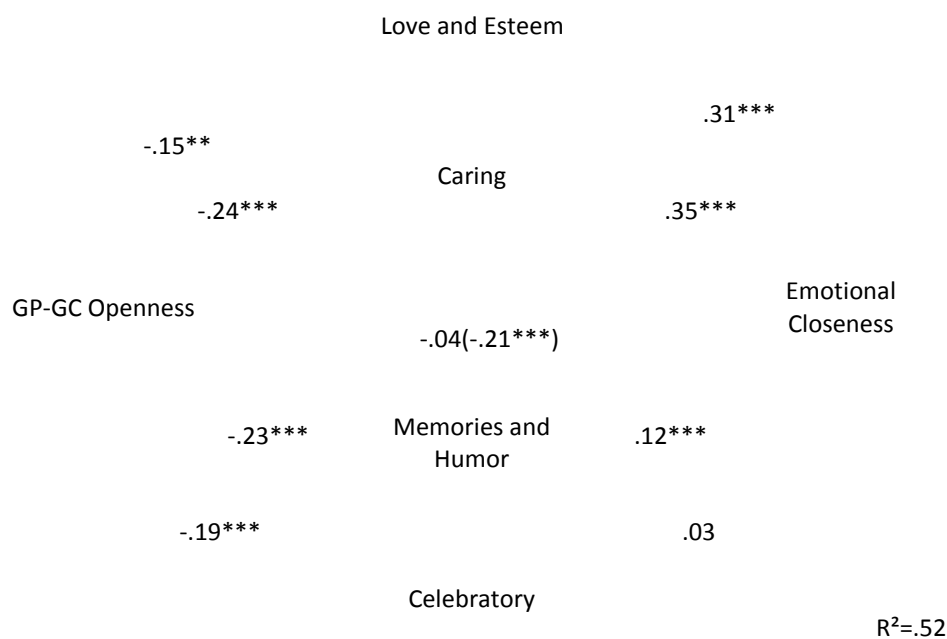 Love and Esteem
.31***
-.15**
Caring
-.24***
.35***
GP-GC Openness
Emotional
Closeness
-.04(-.21***)
-.23***
Memories and
Humor
.12***
-.19***
.03
Celebratory
R²=.52